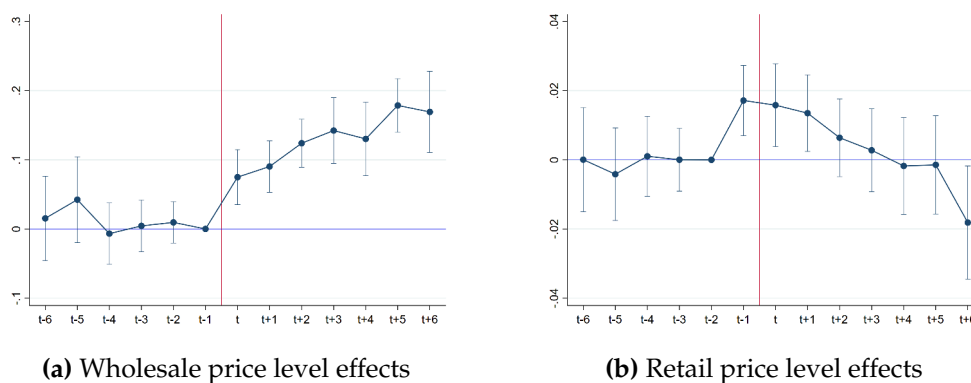 .3
.2
.1
0
-.1
t-6 t-5 t-4 t-3 t-2 t-1 t t+1 t+2 t+3 t+4 t+5 t+6
(a) Wholesale price level effects
.04
.02
0
-.02
-.04
t-6 t-5 t-4 t-3 t-2 t-1 t t+1 t+2 t+3 t+4 t+5 t+6
(b) Retail price level effects